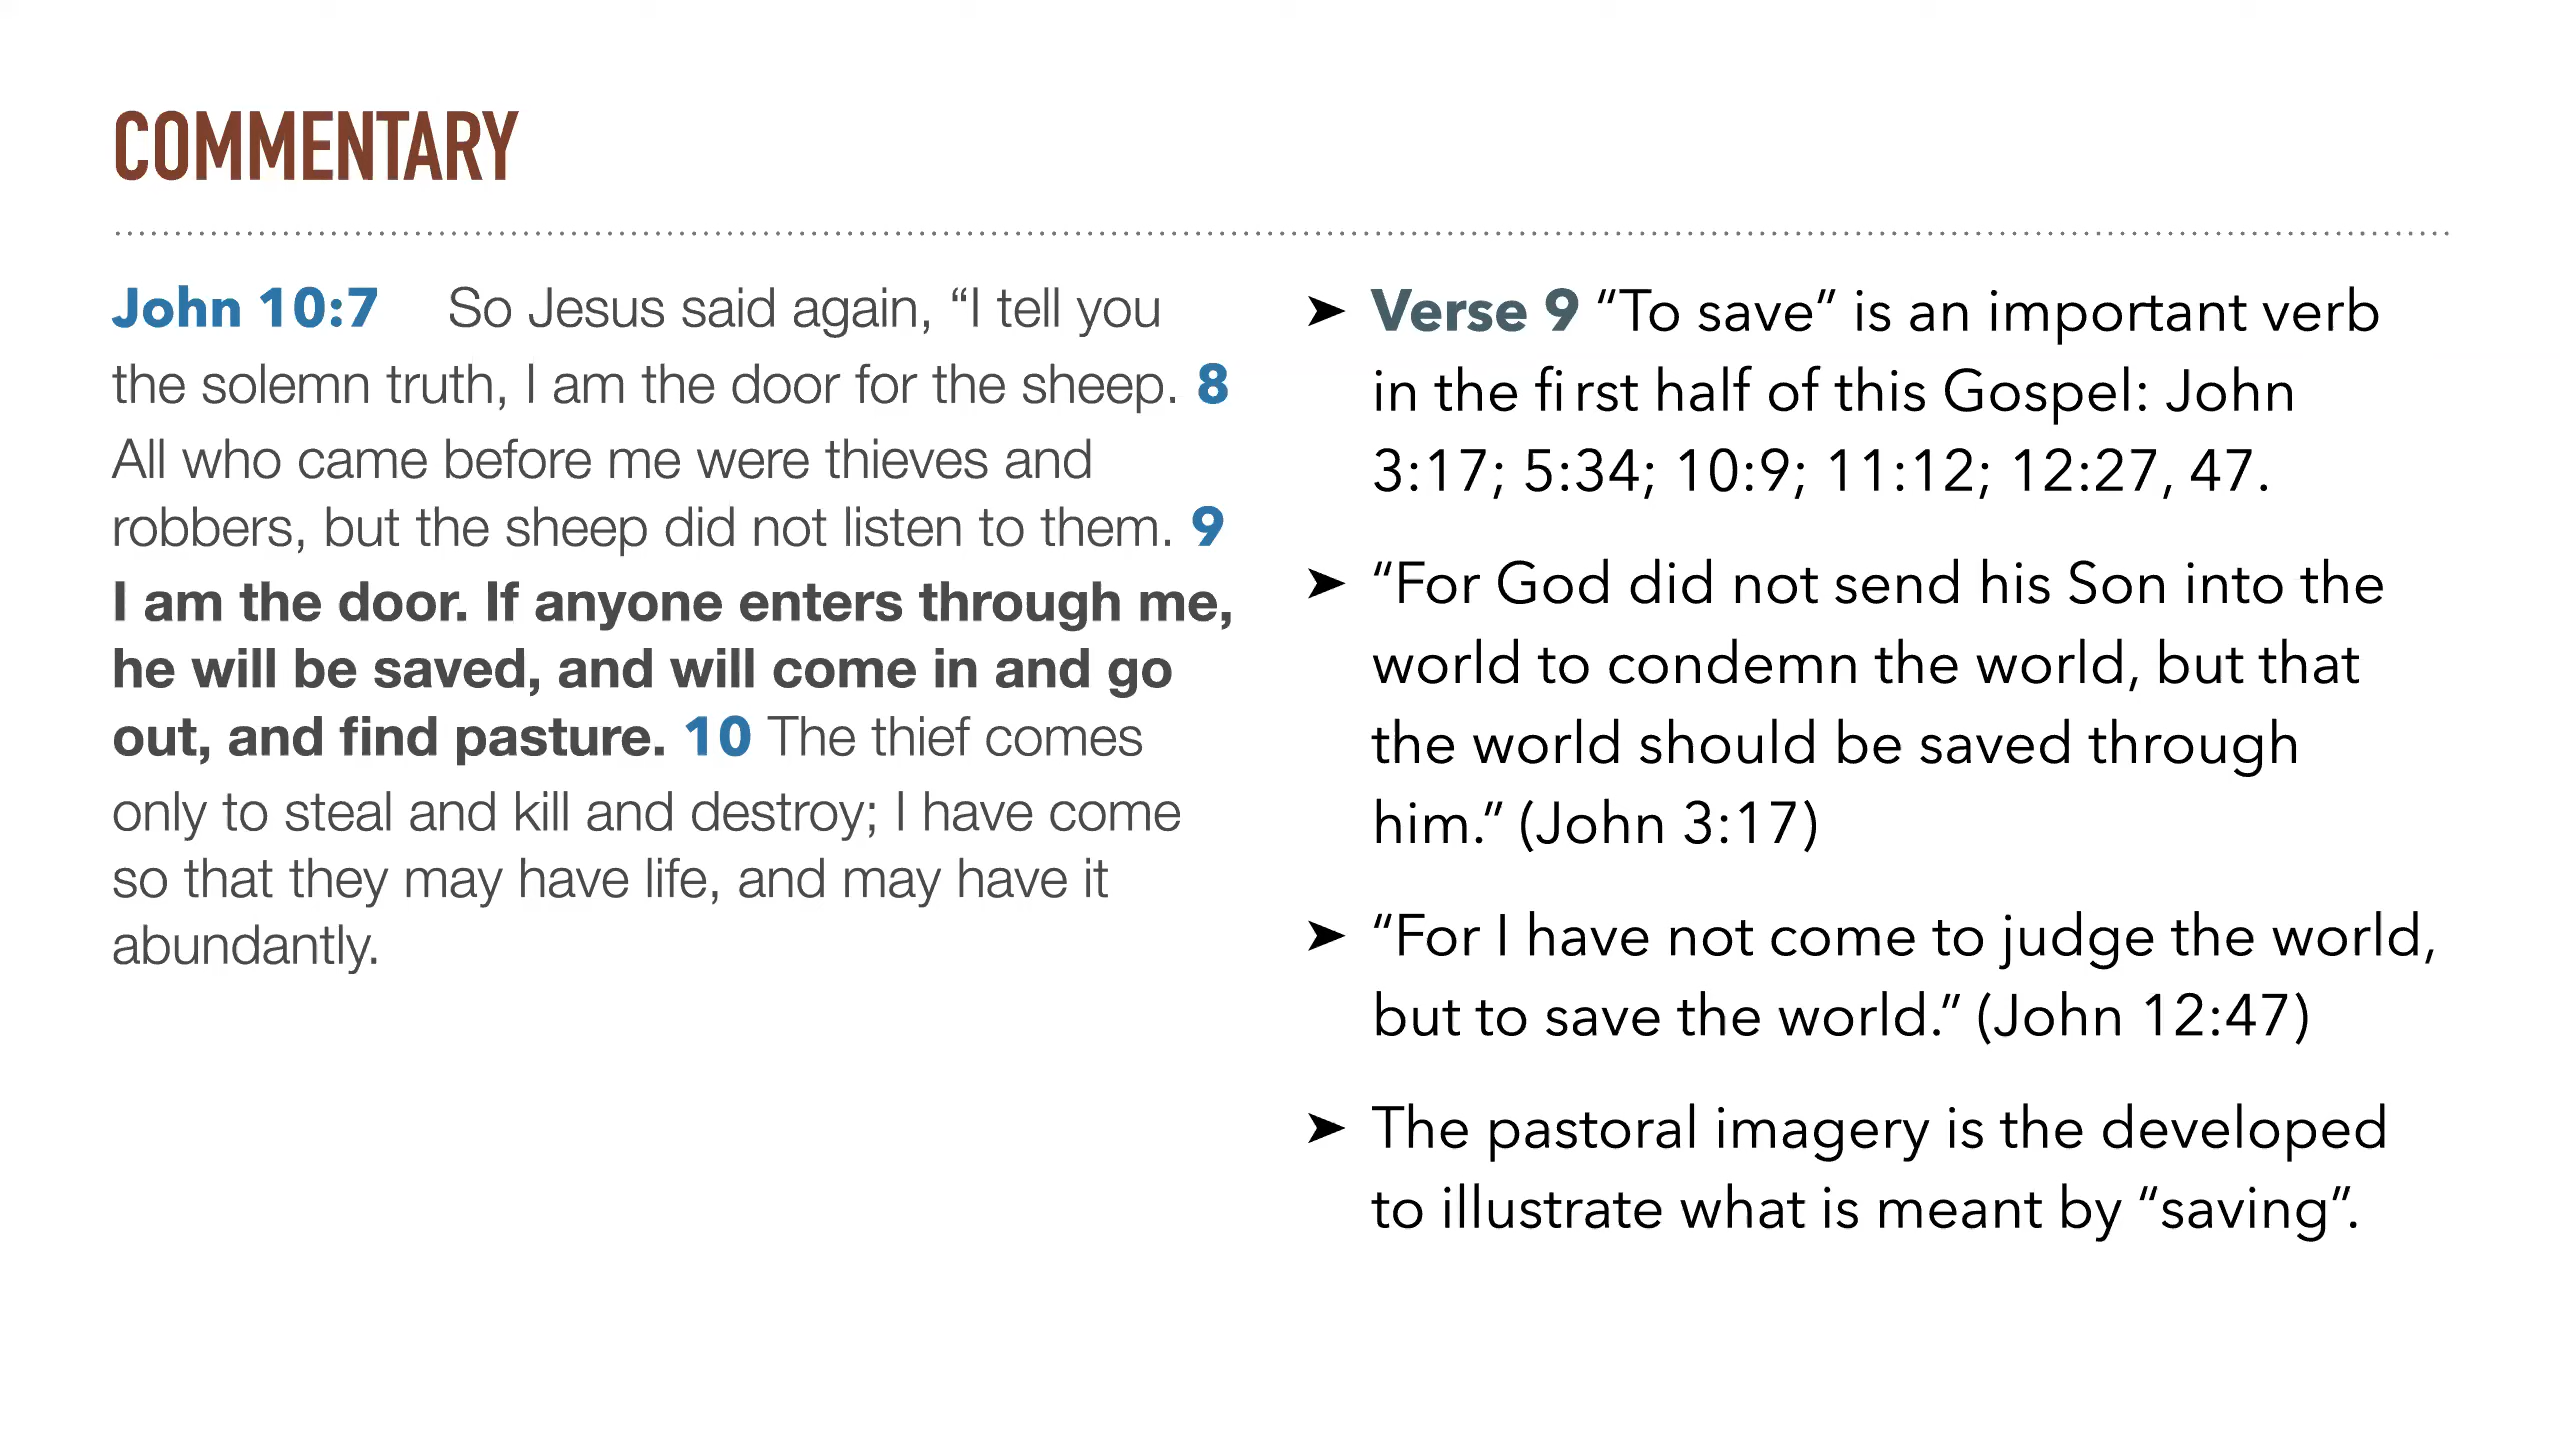 COMMENTARY
John 10:7 So Jesus said again, “I tell you
the solemn truth, I am the door for the sheep. 8
All who came before me were thieves and
robbers, but the sheep did not listen to them. 9
I am the door. If anyone enters through me,
he will be saved, and will come in and go
out, and find pasture. 10 The thief comes
only to steal and kill and destroy; I have come
so that they may have life, and may have it
abundantly.
➤ Verse 9 “To save” is an important verb
in the first half of this Gospel: John
3:17; 5:34; 10:9; 11:12; 12:27, 47.
➤ “For God did not send his Son into the
world to condemn the world, but that
the world should be saved through
him.” (John 3:17)
➤ “For I have not come to judge the world,
but to save the world.” (John 12:47)
➤ The pastoral imagery is the developed
to illustrate what is meant by “saving”.